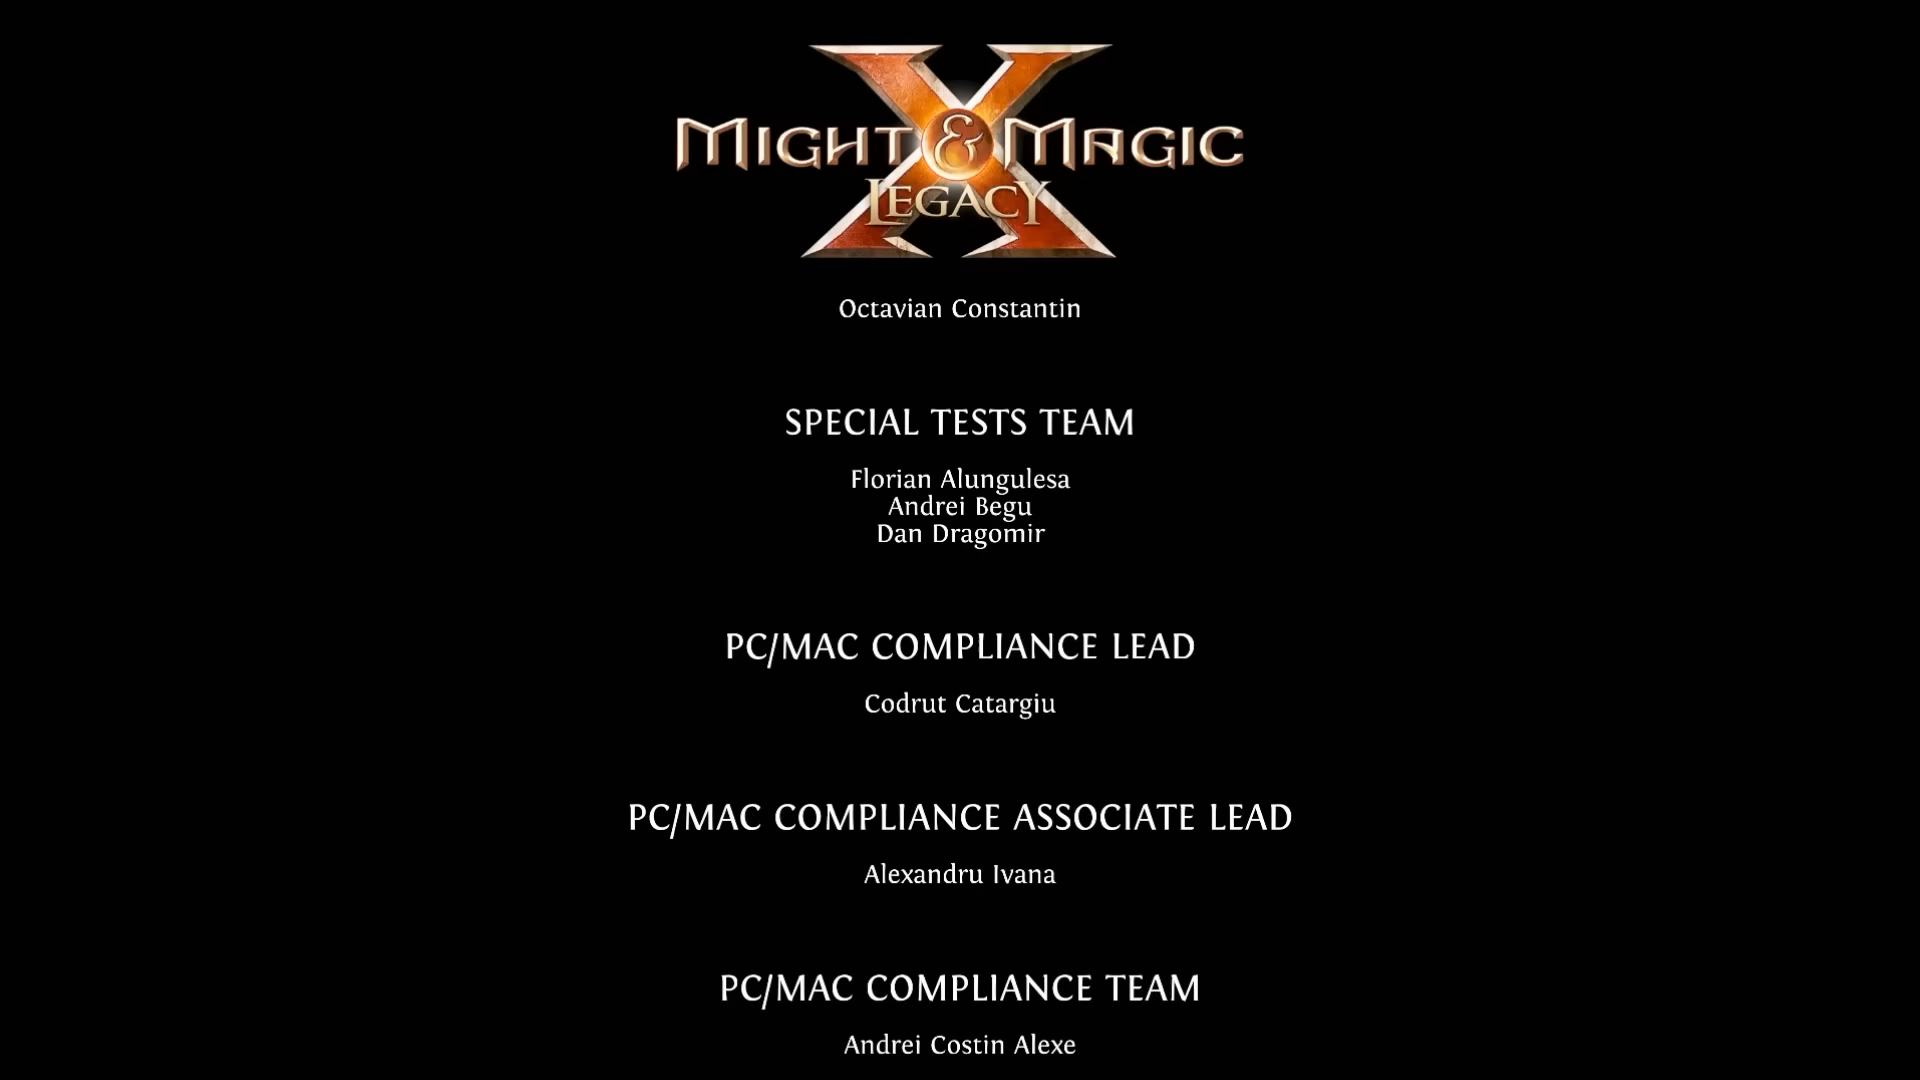 Might & Magic
X
Legacy
Octavian Constantin
SPECIAL TESTS TEAM
Florian Alungulesa
Andrei Begu
Dan Dragomir
PC/MAC COMPLIANCE LEAD
Codrut Catargiu
PC/MAC COMPLIANCE ASSOCIATE LEAD
Alexandru Ivana
PC/MAC COMPLIANCE TEAM
Andrei Costin Alexe